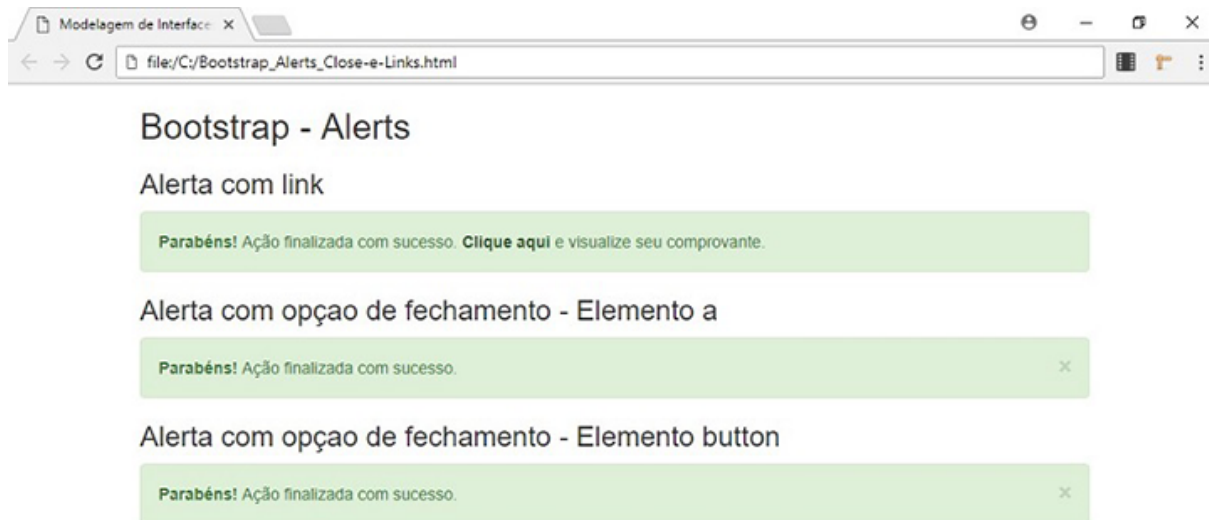 Modelagem de Interface
file:/C:/Bootstrap_Alerts_Close-e-Links.html
Bootstrap - Alerts
Alerta com link
Parabéns! Ação finalizada com sucesso. Clique aqui e visualize seu comprovante.
Alerta com opçao de fechamento - Elemento a
Parabéns! Ação finalizada com sucesso. ×
Alerta com opçao de fechamento - Elemento button
Parabéns! Ação finalizada com sucesso. ×